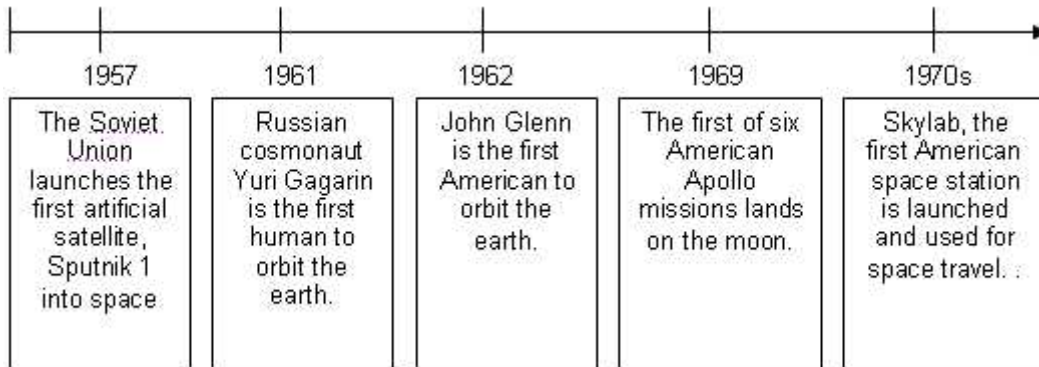 1957
1961
1962
1969
1970s
The Soviet
Union
launches the
first artificial
satellite,
Sputnik 1
into space
Russian
cosmonaut
Yuri Gagarin
is the first
human to
orbit the
earth.
John Glenn
is the first
American to
orbit the
earth.
The first of six
American
Apollo
missions lands
on the moon.
Skylab, the
first American
space station
is launched
and used for
space travel. .